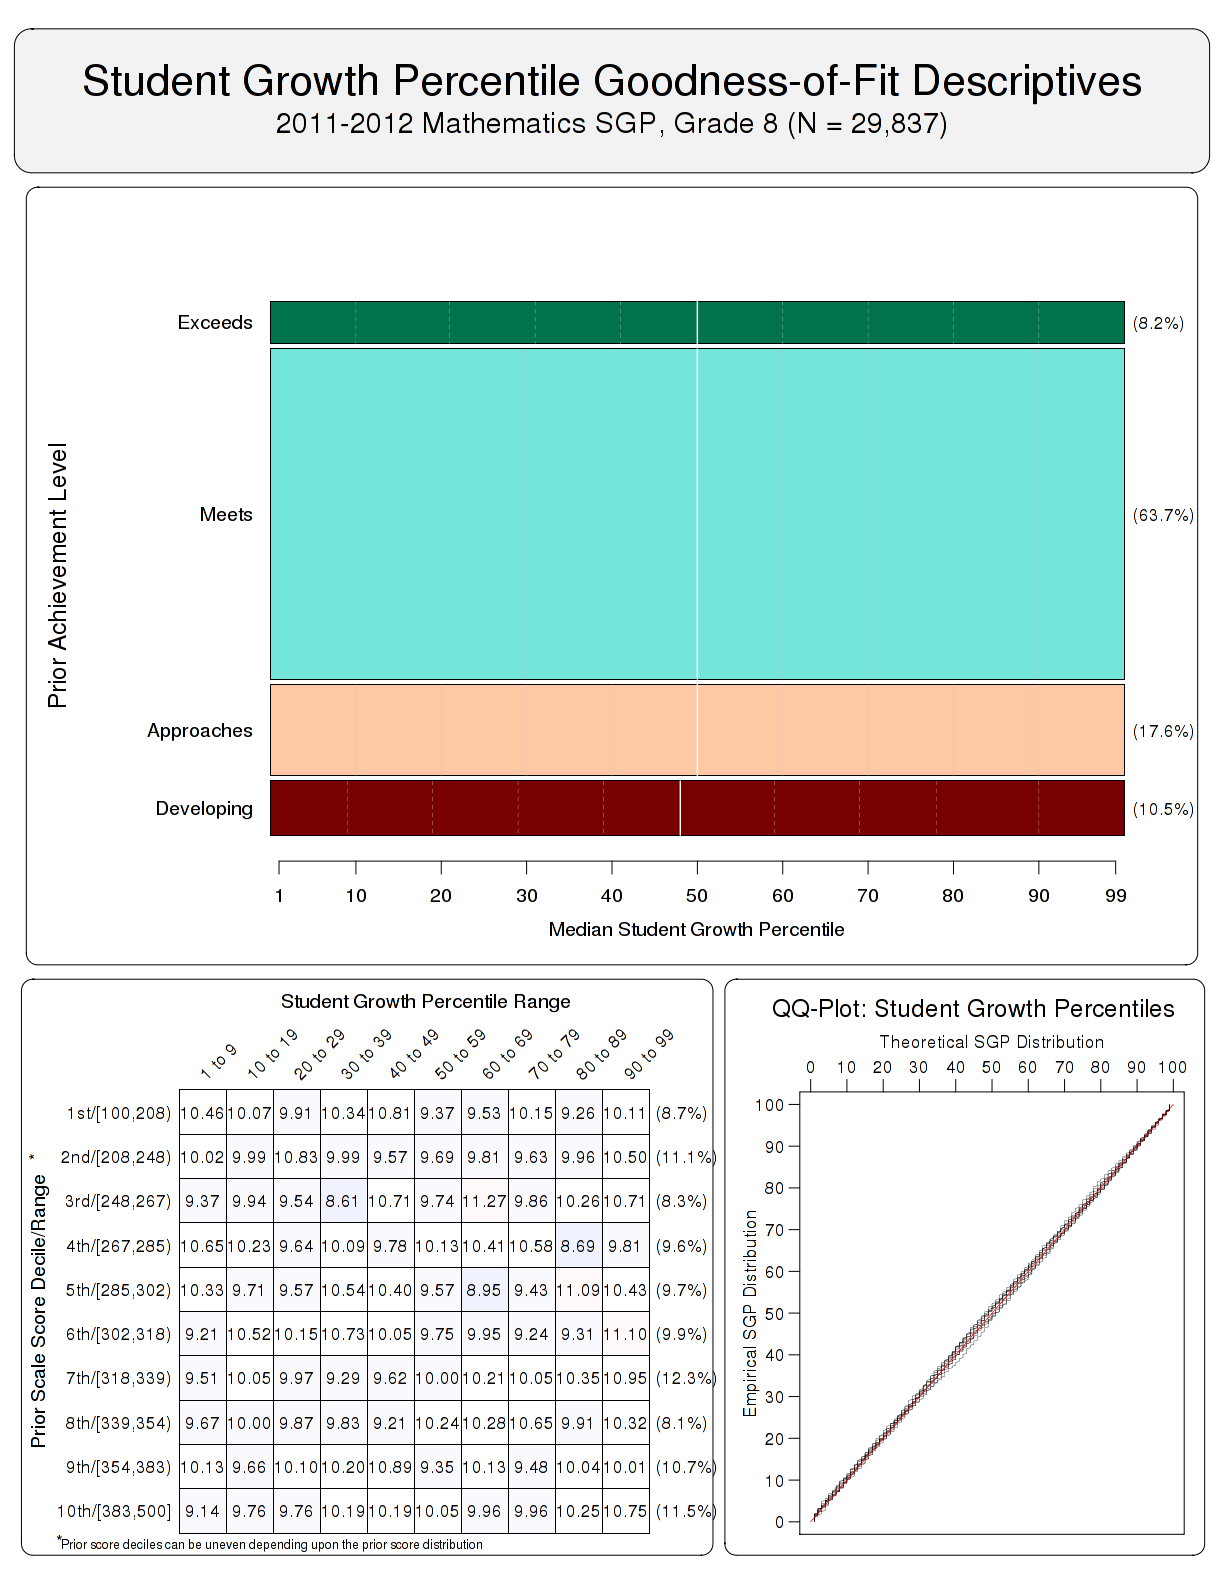 Student Growth Percentile Goodness-of-Fit Descriptives
2011-2012 Mathematics SGP, Grade 8 (N = 29,837)
Prior Achievement Level
Exceeds (8.2%)
Meets (63.7%)
Approaches (17.6%)
Developing (10.5%)
1 10 20 30 40 50 60 70 80 90 99
Median Student Growth Percentile
Student Growth Percentile Range
1 to 9 10 to 19 20 to 29 30 to 39 40 to 49 50 to 59 60 to 69 70 to 79 80 to 89 90 to 99
Prior Scale Score Decile/Range *
1st/[100,208) 10.46 10.07 9.91 10.34 10.81 9.37 9.53 10.15 9.26 10.11 (8.7%)
2nd/[208,248) 10.02 9.99 10.83 9.99 9.57 9.69 9.81 9.63 9.96 10.50 (11.1%)
3rd/[248,267) 9.37 9.94 9.54 8.61 10.71 9.74 11.27 9.86 10.26 10.71 (8.3%)
4th/[267,285) 10.65 10.23 9.64 10.09 9.78 10.13 10.41 10.58 8.69 9.81 (9.6%)
5th/[285,302) 10.33 9.71 9.57 10.54 10.40 9.57 8.95 9.43 11.09 10.43 (9.7%)
6th/[302,318) 9.21 10.52 10.15 10.73 10.05 9.75 9.95 9.24 9.31 11.10 (9.9%)
7th/[318,339) 9.51 10.05 9.97 9.29 9.62 10.00 10.21 10.05 10.35 10.95 (12.3%)
8th/[339,354) 9.67 10.00 9.87 9.83 9.21 10.24 10.28 10.65 9.91 10.32 (8.1%)
9th/[354,383) 10.13 9.66 10.10 10.20 10.89 9.35 10.13 9.48 10.04 10.01 (10.7%)
10th/[383,500] 9.14 9.76 9.76 10.19 10.19 10.05 9.96 9.96 10.25 10.75 (11.5%)
*Prior score deciles can be uneven depending upon the prior score distribution
QQ-Plot: Student Growth Percentiles
Theoretical SGP Distribution
0 10 20 30 40 50 60 70 80 90 100
Empirical SGP Distribution
100
90
80
70
60
50
40
30
20
10
0